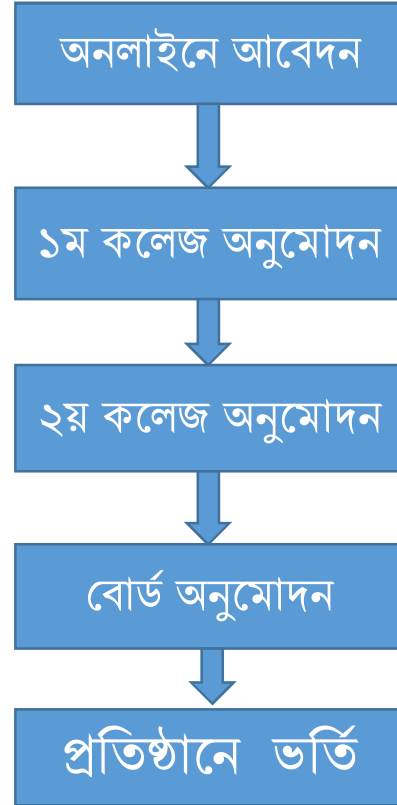 অনলাইনে আবেদন
১ম কলেজ অনুমোদন
২য় কলেজ অনুমোদন
বোর্ড অনুমোদন
প্রতিষ্ঠানে ভর্তি